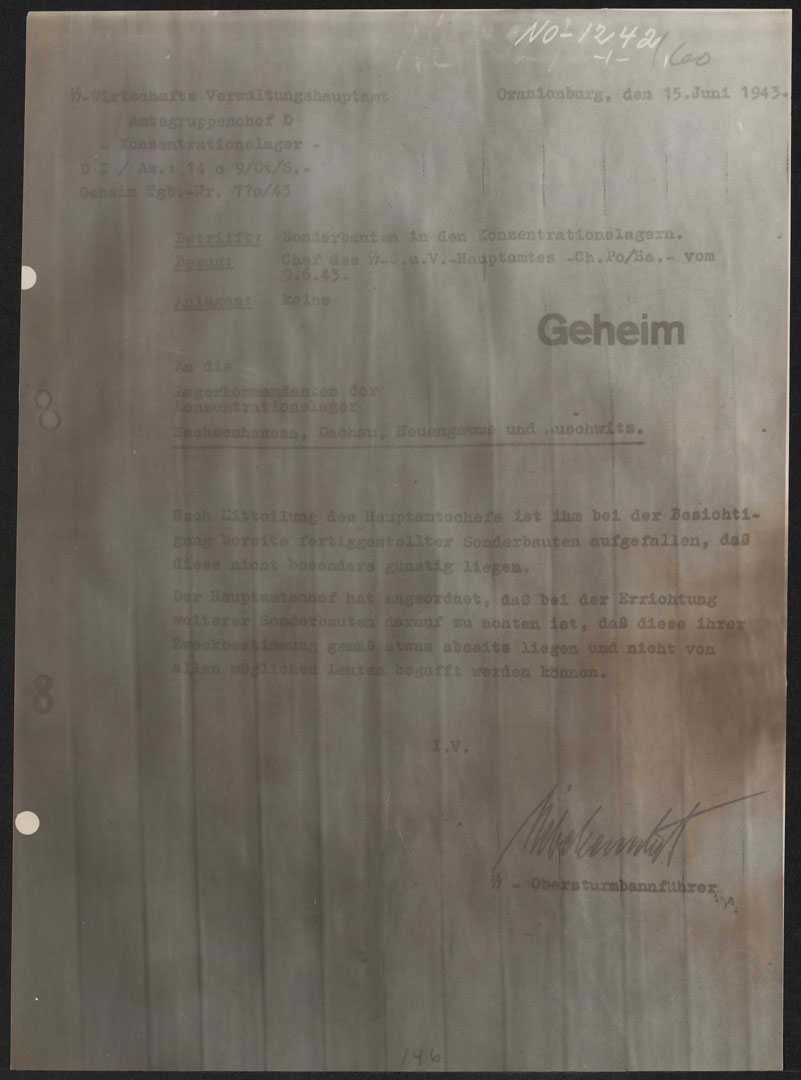 NO-1242
-1-
60
ϟϟ-Wirtschafts-Verwaltungshauptamt
Oranienburg, den 15.Juni 1943.
Amtsgruppenchef D
- Konzentrationslager -
D I / Az.: 14 c 9/Ot/S.-
Geheim Tgb.-Nr. 770/43
Betrifft: Sonderbauten in den Konzentrationslagern.
Bezug: Chef des ϟϟ-W.u.V.-Hauptamtes -Ch.Po/Ha.- vom
9.6.43.
Anlagen: Keine
Geheim
An die
Lagerkommandanten der
Konzentrationslager
Sachsenhausen, Dachau, Neuengamme und Auschwitz.
8
Nach Mitteilung des Hauptamtschefs ist ihm bei der Besichti-
gung bereits fertiggestellter Sonderbauten aufgefallen, daß
diese nicht besonders günstig liegen.
Der Hauptamtschef hat angeordnet, daß bei der Errichtung
weiterer Sonderbauten darauf zu achten ist, daß diese ihrer
Zweckbestimmung gemäß etwas abseits liegen und nicht von
allen möglichen Leuten begafft werden können.
8
I.V.
ϟϟ - Obersturmbannführer
146